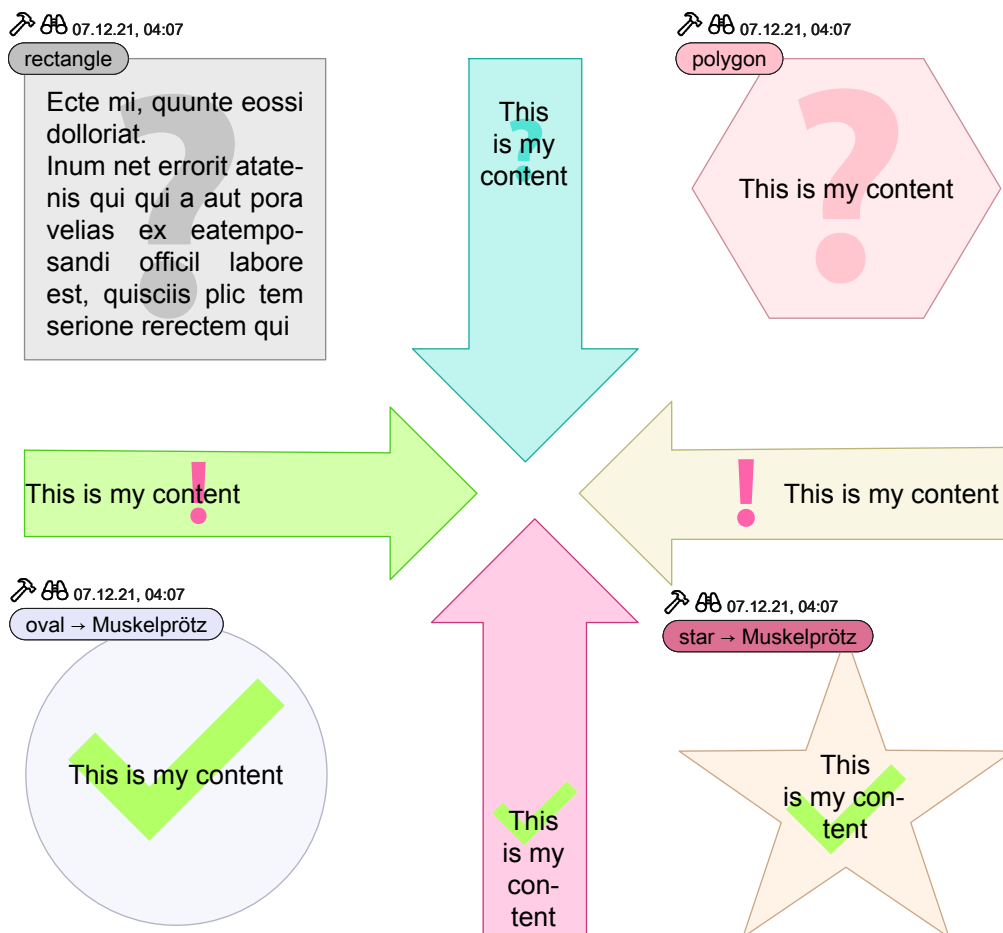 07.12.21, 04:07
rectangle
Ecte mi, quunte eossi
dolloriat.
Inum net errorit atate-
nis qui qui a aut pora
velias ex eatempo-
sandi officil labore
est, quisciis plic tem
serione rerectem qui
?
This
is my
content
?
07.12.21, 04:07
polygon
This is my content
?
This is my content
!
!
This is my content
07.12.21, 04:07
oval → Muskelprötz
This is my content
This
is my
con-
tent
07.12.21, 04:07
star → Muskelprötz
This
is my con-
tent